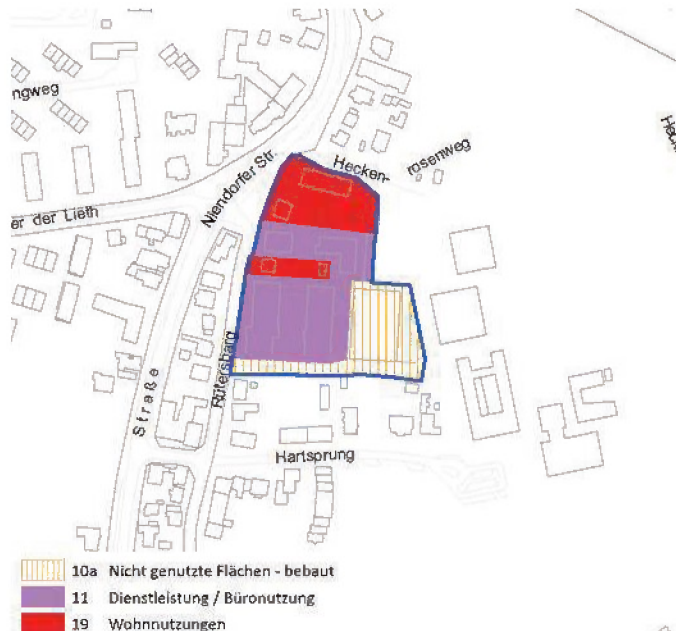 ngweg
Niendorfer Str.
Hecken-
rosenweg
er der Lieth
Straße
Rütersbarg
Hartsprung
10a Nicht genutzte Flächen - bebaut
11 Dienstleistung / Büronutzung
19 Wohnnutzungen